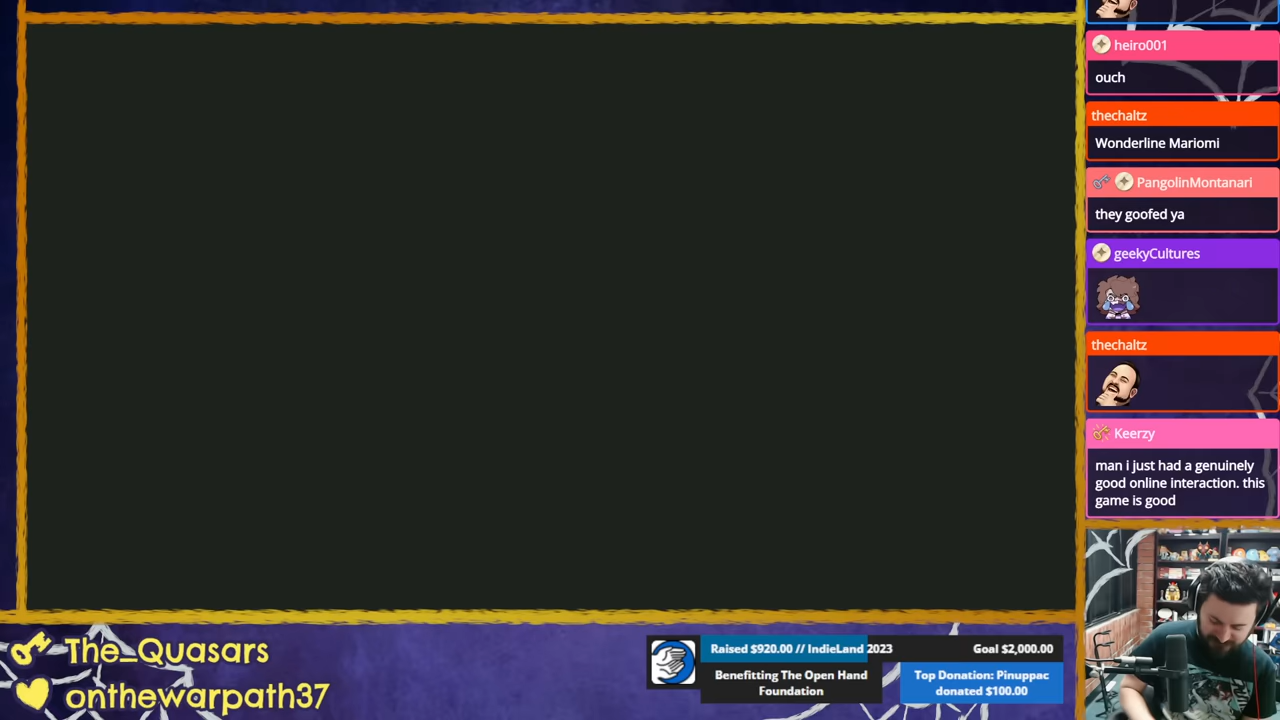 heiro001
ouch
thechaltz
Wonderline Mariomi
PangolinMontanari
they goofed ya
geekyCultures
thechaltz
Keerzy
man i just had a genuinely
good online interaction. this
game is good
The_Quasars
onthewarpath37
Raised $920.00 // IndieLand 2023
Goal $2,000.00
Benefitting The Open Hand
Foundation
Top Donation: Pinuppac
donated $100.00